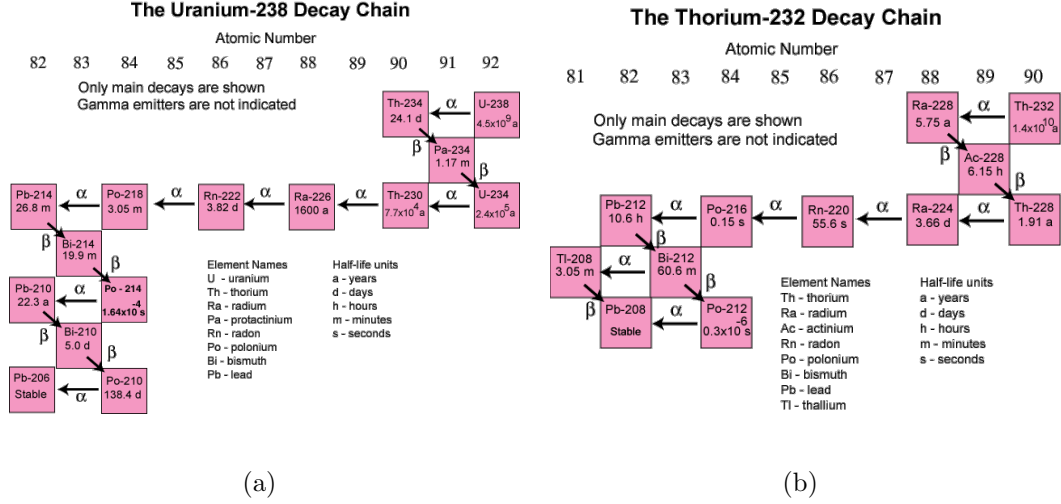 The Uranium-238 Decay Chain
Atomic Number
82 83 84 85 86 87 88 89 90 91 92
Only main decays are shown
Gamma emitters are not indicated
Th-234
24.1 d
α
U-238
4.5x10⁹a
β
Pa-234
1.17 m
β
Pb-214
26.8 m
α
Po-218
3.05 m
α
Rn-222
3.82 d
α
Ra-226
1600 a
α
Th-230
7.7x10⁴a
α
U-234
2.4x10⁵a
β
Bi-214
19.9 m
β
Pb-210
22.3 a
α
Po - 214
-4
1.64x10 s
β
Bi-210
5.0 d
β
Pb-206
Stable
α
Po-210
138.4 d
Element Names
U - uranium
Th - thorium
Ra - radium
Pa - protactinium
Rn - radon
Po - polonium
Bi - bismuth
Pb - lead
Half-life units
a - years
d - days
h - hours
m - minutes
s - seconds
(a)
The Thorium-232 Decay Chain
Atomic Number
81 82 83 84 85 86 87 88 89 90
Only main decays are shown
Gamma emitters are not indicated
Ra-228
5.75 a
α
Th-232
1.4x10¹⁰a
β
Ac-228
6.15 h
β
Pb-212
10.6 h
α
Po-216
0.15 s
α
Rn-220
55.6 s
α
Ra-224
3.66 d
α
Th-228
1.91 a
β
Tl-208
3.05 m
α
Bi-212
60.6 m
β
β
Pb-208
Stable
α
Po-212
-6
0.3x10 s
Element Names
Th - thorium
Ra - radium
Ac - actinium
Rn - radon
Po - polonium
Bi - bismuth
Pb - lead
Tl - thallium
Half-life units
a - years
d - days
h - hours
m - minutes
s - seconds
(b)